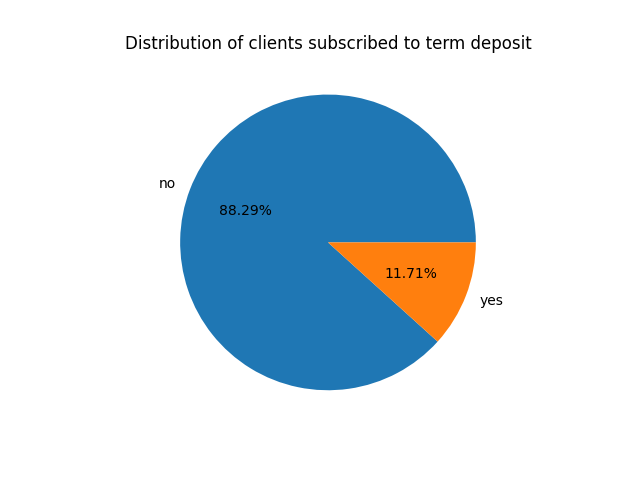 Distribution of clients subscribed to term deposit
no
88.29%
11.71%
yes